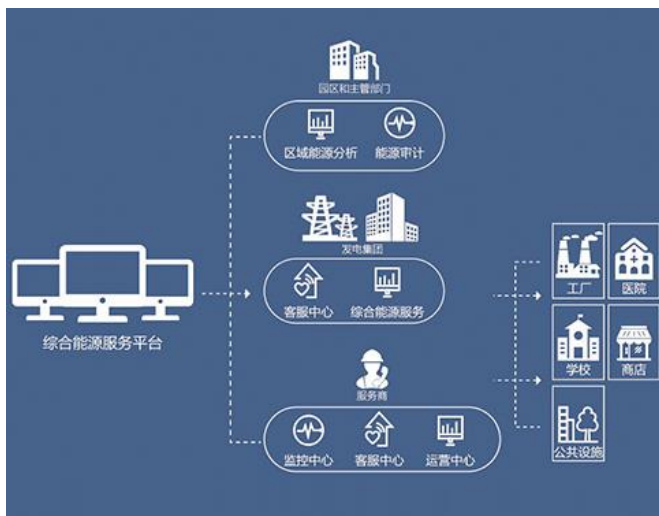 园区和主管部门
区域能源分析 能源审计
发电集团
客服中心 综合能源服务
综合能源服务平台
服务商
监控中心 客服中心 运营中心
工厂 医院
学校 商店
公共设施